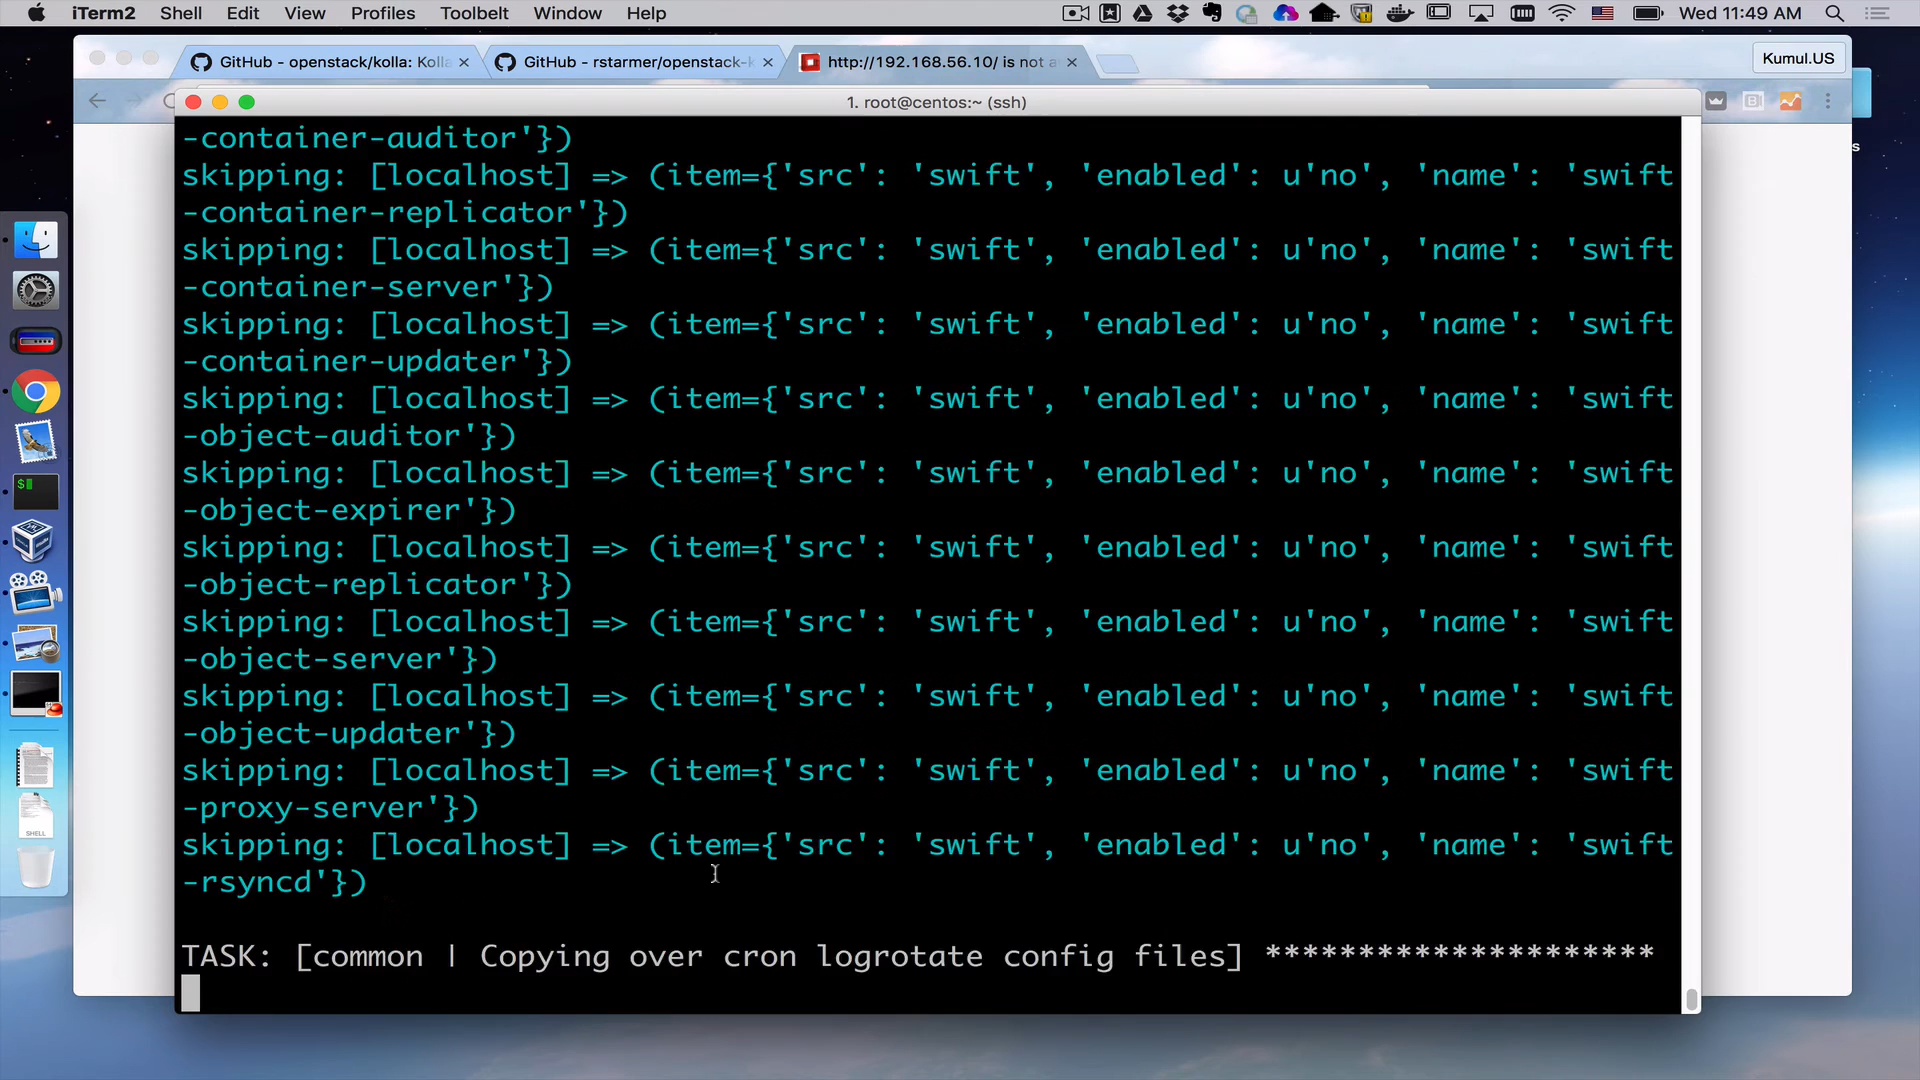 iTerm2 Shell Edit View Profiles Toolbelt Window Help Wed 11:49 AM
GitHub - openstack/kolla: Kolla
GitHub - rstarmer/openstack-k
http://192.168.56.10/ is not a
Kumul.US
1. root@centos:~ (ssh)
-container-auditor'})
skipping: [localhost] => (item={'src': 'swift', 'enabled': u'no', 'name': 'swift
-container-replicator'})
skipping: [localhost] => (item={'src': 'swift', 'enabled': u'no', 'name': 'swift
-container-server'})
skipping: [localhost] => (item={'src': 'swift', 'enabled': u'no', 'name': 'swift
-container-updater'})
skipping: [localhost] => (item={'src': 'swift', 'enabled': u'no', 'name': 'swift
-object-auditor'})
skipping: [localhost] => (item={'src': 'swift', 'enabled': u'no', 'name': 'swift
-object-expirer'})
skipping: [localhost] => (item={'src': 'swift', 'enabled': u'no', 'name': 'swift
-object-replicator'})
skipping: [localhost] => (item={'src': 'swift', 'enabled': u'no', 'name': 'swift
-object-server'})
skipping: [localhost] => (item={'src': 'swift', 'enabled': u'no', 'name': 'swift
-object-updater'})
skipping: [localhost] => (item={'src': 'swift', 'enabled': u'no', 'name': 'swift
-proxy-server'})
skipping: [localhost] => (item={'src': 'swift', 'enabled': u'no', 'name': 'swift
-rsyncd'})
TASK: [common | Copying over cron logrotate config files] *********************
SHELL